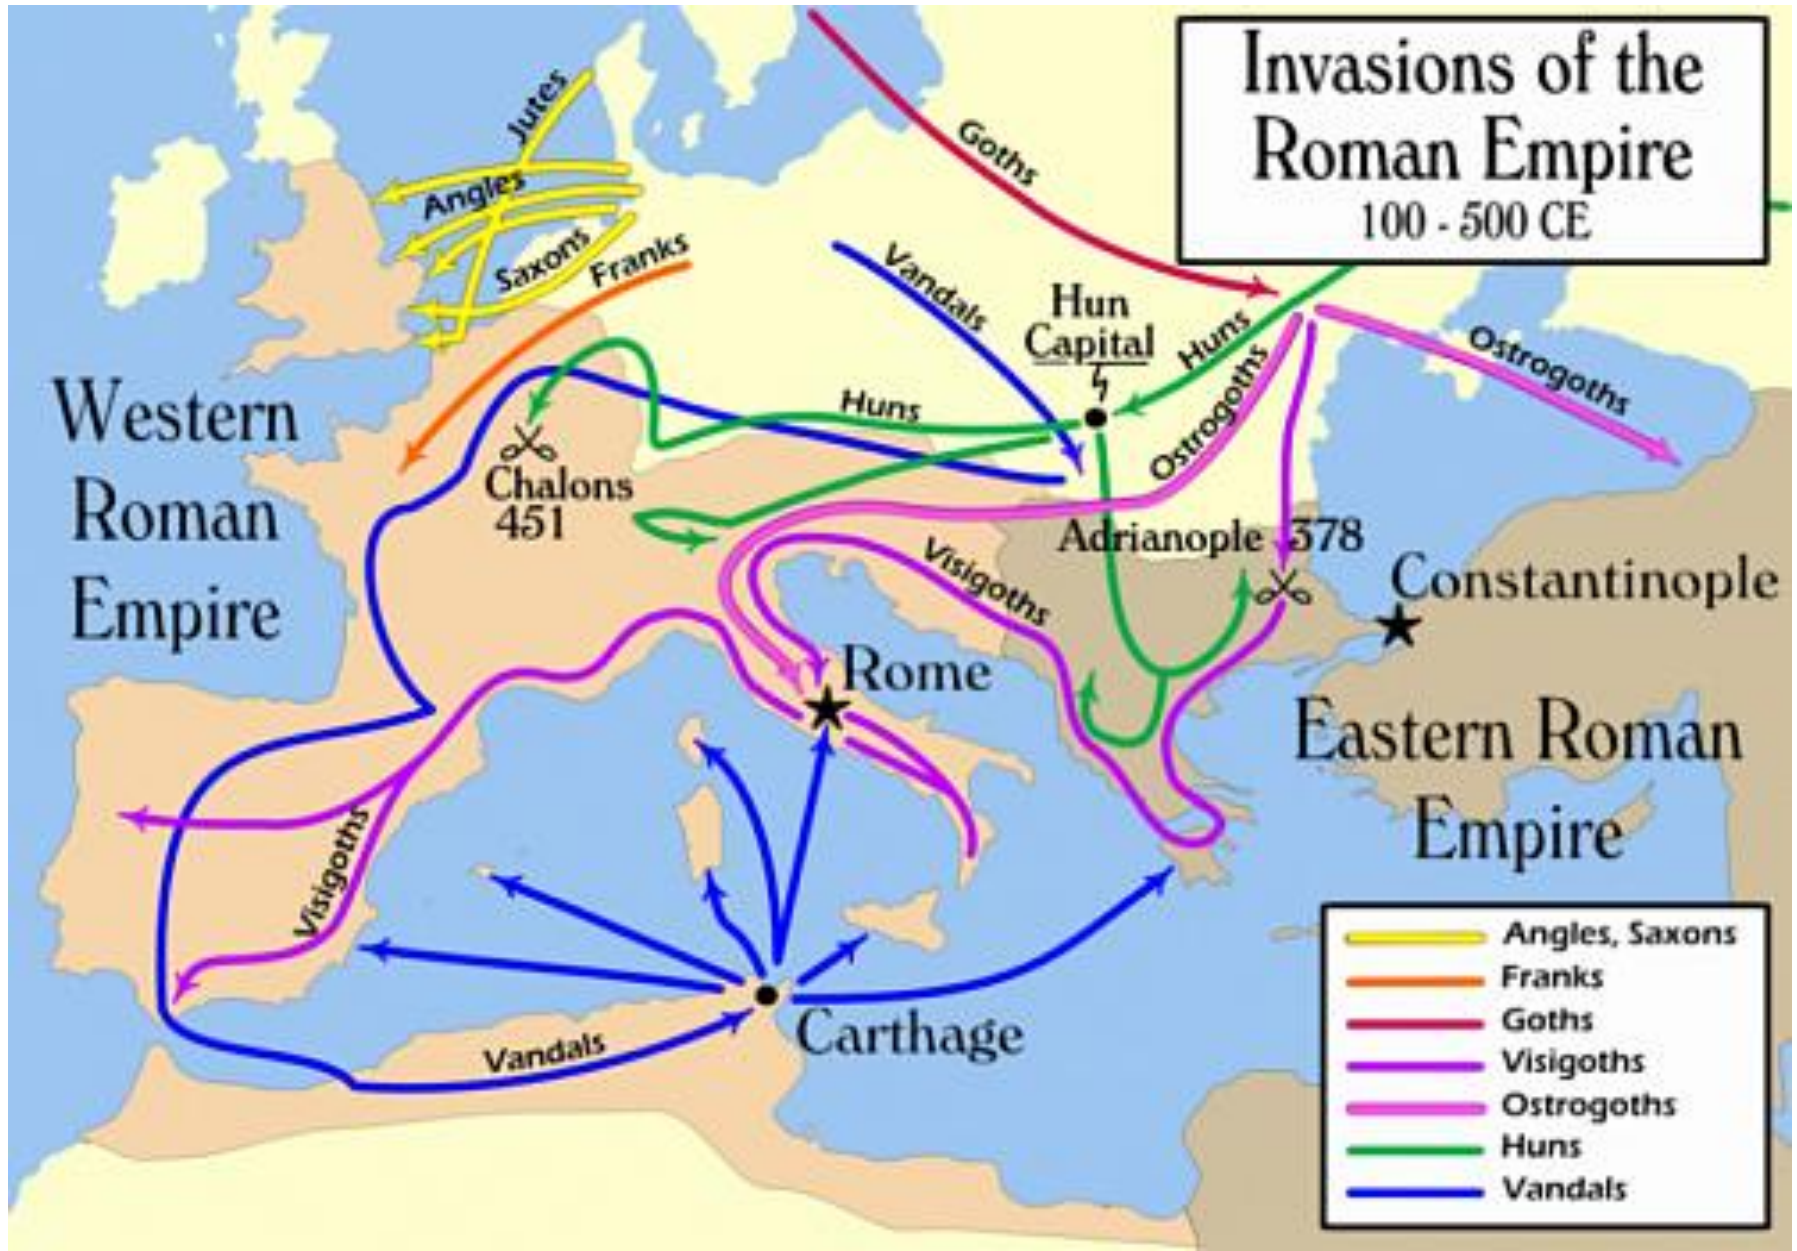 Invasions of the
Roman Empire
100 - 500 CE
Jutes
Angles
Saxons
Franks
Goths
Vandals
Hun
Capital
Huns
Ostrogoths
Ostrogoths
Huns
Western
Roman
Empire
Chalons
451
Adrianople 378
Constantinople
Visigoths
Rome
Eastern Roman
Empire
Visigoths
Carthage
Vandals
Angles, Saxons
Franks
Goths
Visigoths
Ostrogoths
Huns
Vandals